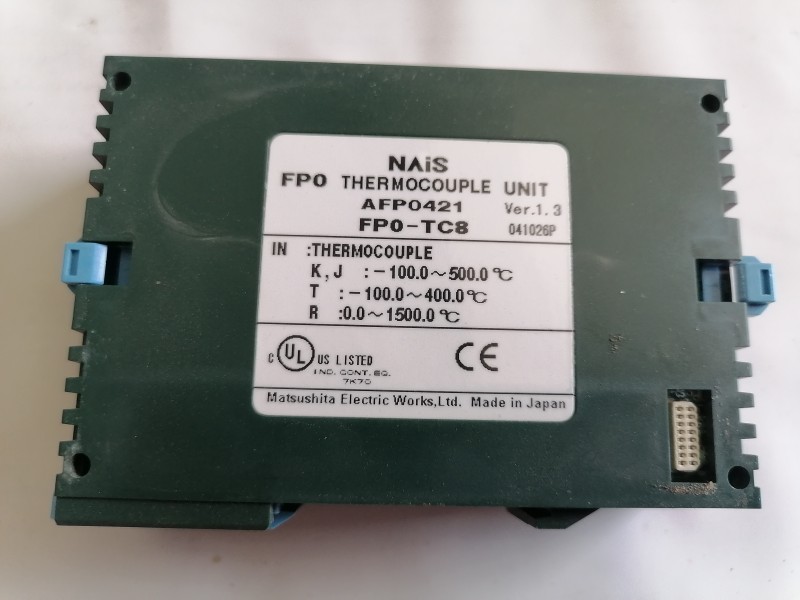 NAiS
FP0 THERMOCOUPLE UNIT
AFP0421 Ver.1.3
FP0-TC8 041026P
IN :THERMOCOUPLE
K,J :-100.0~500.0℃
T :-100.0~400.0℃
R :0.0~1500.0℃
C UL US LISTED CE
IND. CONT. EQ.
7K70
Matsushita Electric Works,Ltd. Made in Japan